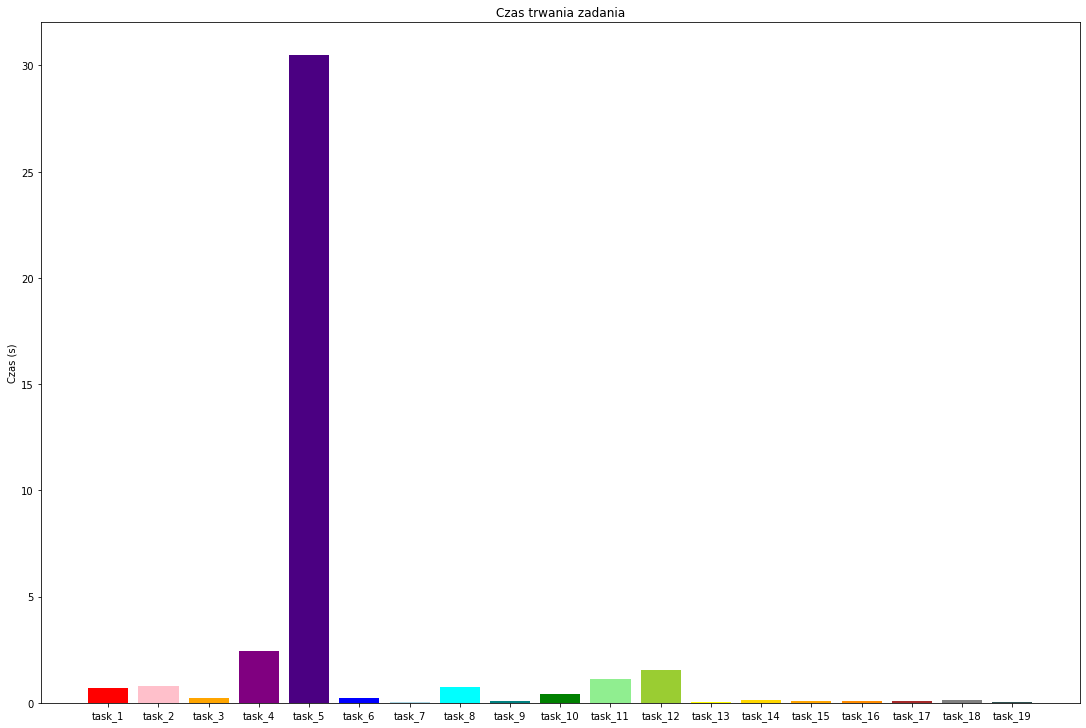 Czas trwania zadania
Czas (s)
30
25
20
15
10
5
0
task_1 task_2 task_3 task_4 task_5 task_6 task_7 task_8 task_9 task_10 task_11 task_12 task_13 task_14 task_15 task_16 task_17 task_18 task_19